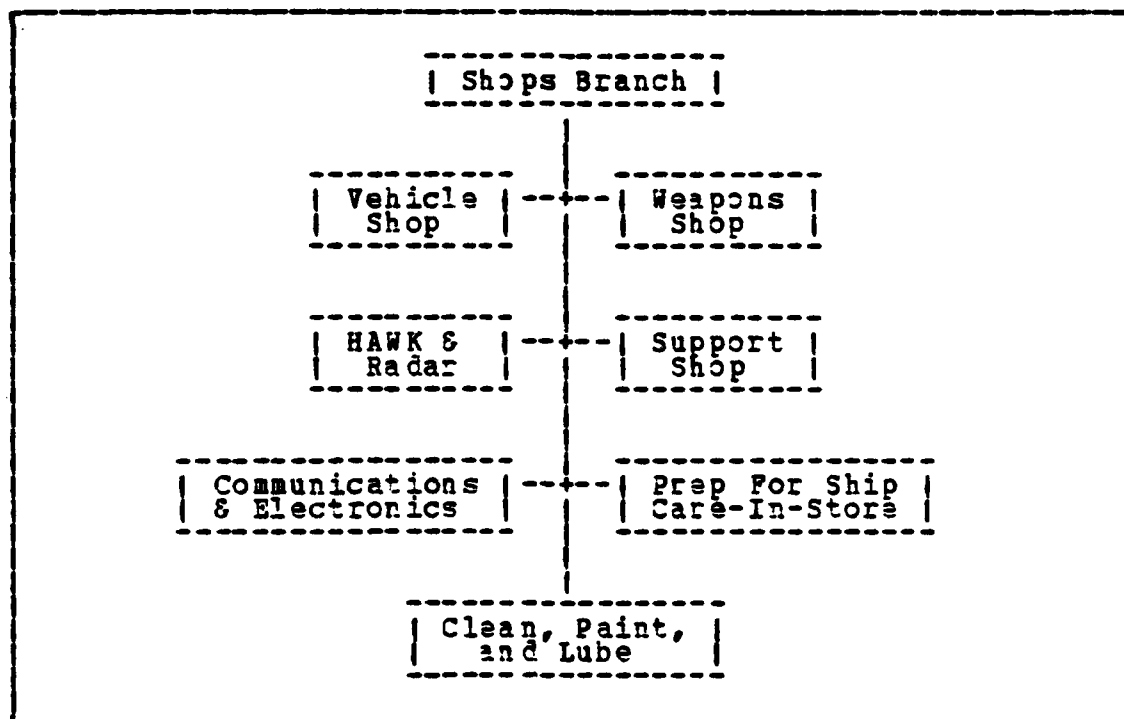 Shops Branch
Vehicle
Shop
Weapons
Shop
HAWK &
Radar
Support
Shop
Communications
& Electronics
Prep For Ship
Care-In-Store
Clean, Paint,
and Lube